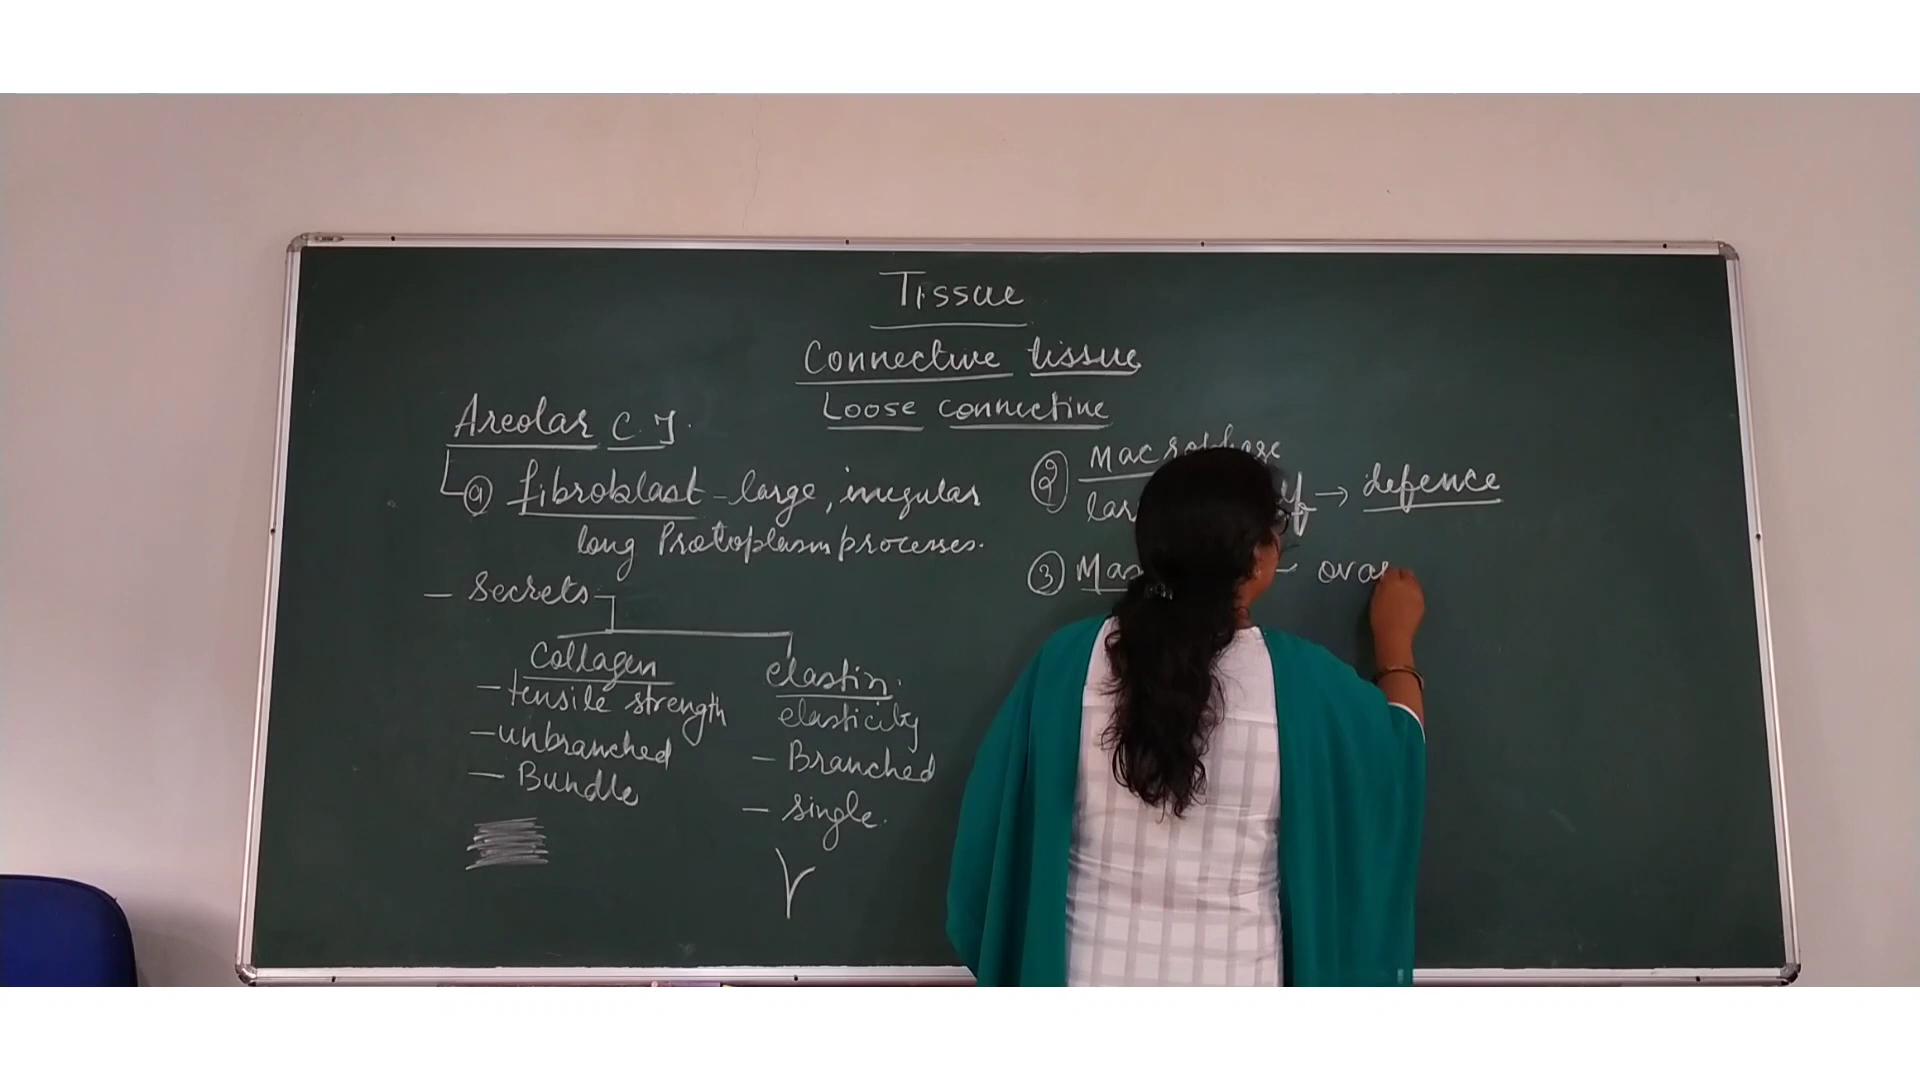 Tissue
Connective tissue
Loose connective
Areolar C.T.
(a) fibroblast - large, irregular
long Protoplasm processes.
- Secrets
Collagen
- tensile strength
- unbranched
- Bundle
elastin.
elasticity
- Branched
- single.
(2) Macrophage
→ defence
(3)